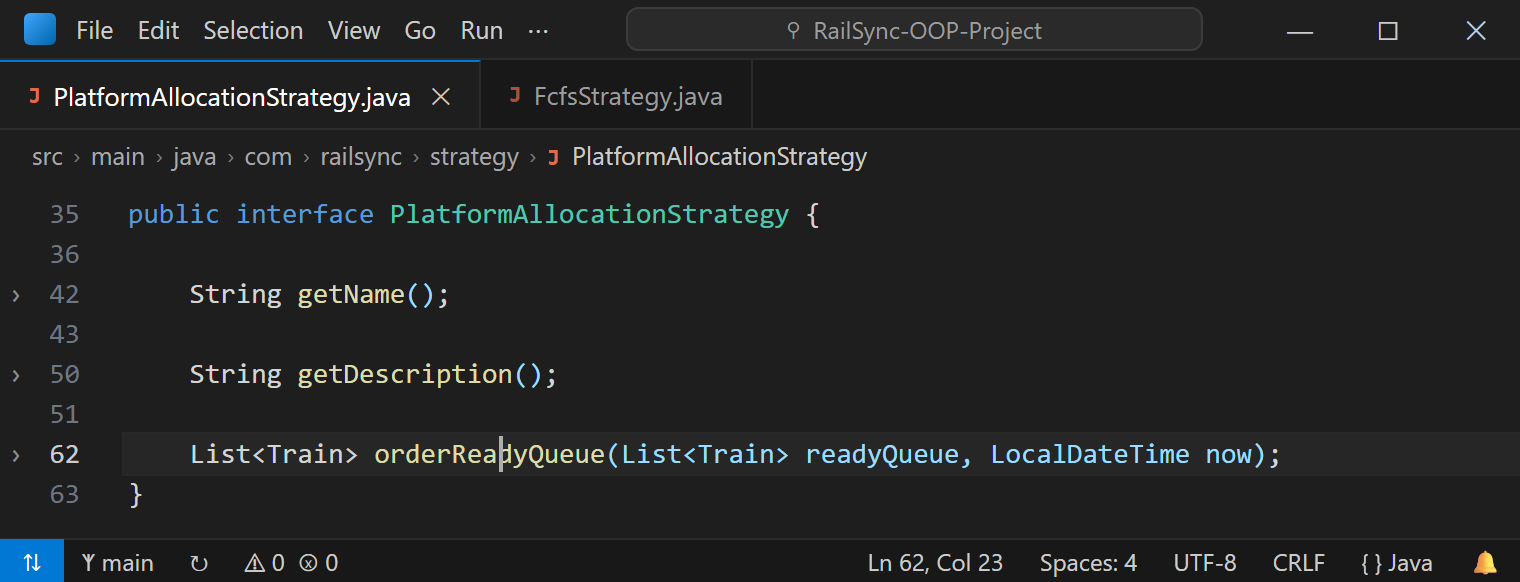 File Edit Selection View Go Run ··· RailSync-OOP-Project
J PlatformAllocationStrategy.java J FcfsStrategy.java
src › main › java › com › railsync › strategy › J PlatformAllocationStrategy
35 public interface PlatformAllocationStrategy {
36
42 String getName();
43
50 String getDescription();
51
62 List<Train> orderReadyQueue(List<Train> readyQueue, LocalDateTime now);
63 }
main 0 0 Ln 62, Col 23 Spaces: 4 UTF-8 CRLF { } Java